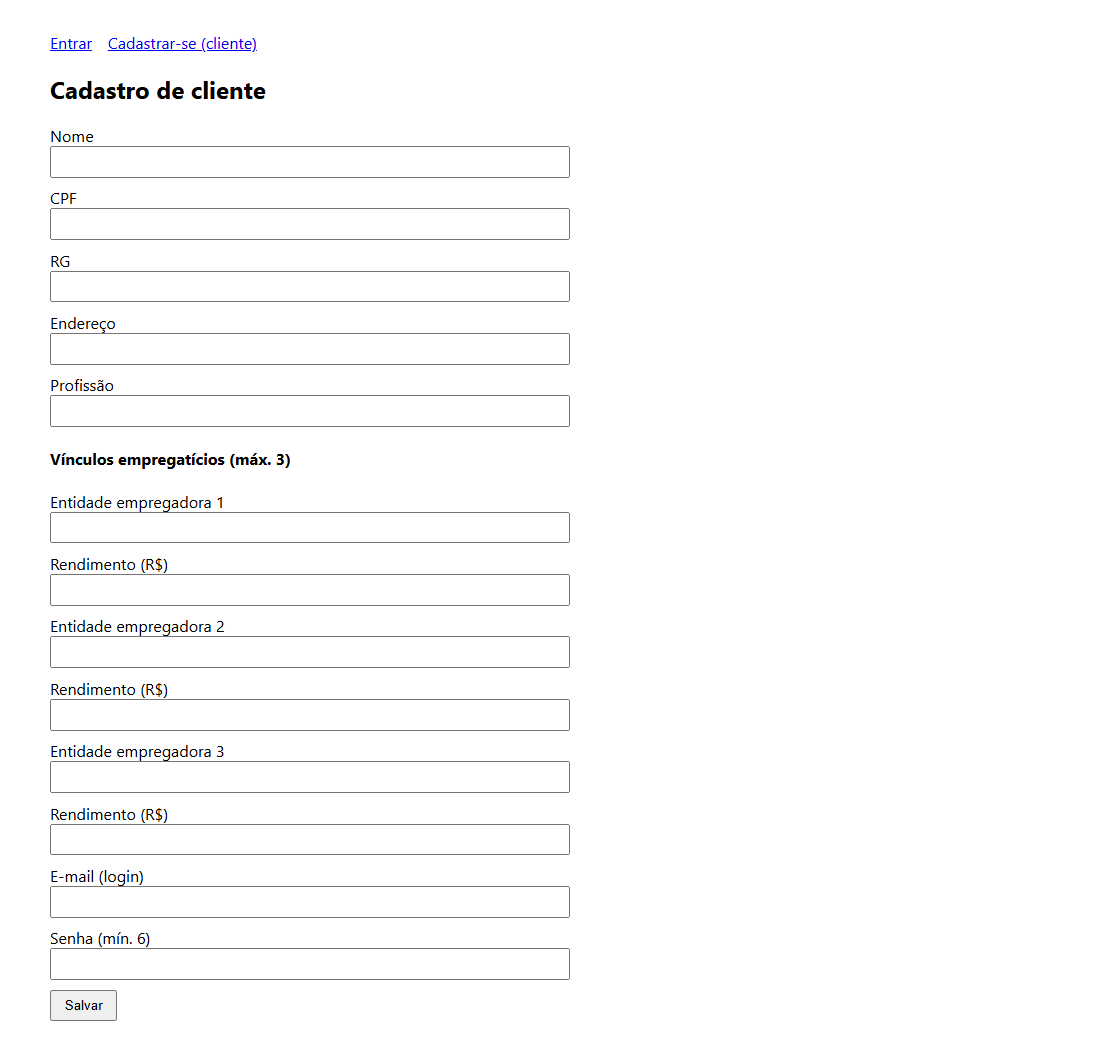 Entrar Cadastrar-se (cliente)
Cadastro de cliente
Nome
CPF
RG
Endereço
Profissão
Vínculos empregatícios (máx. 3)
Entidade empregadora 1
Rendimento (R$)
Entidade empregadora 2
Rendimento (R$)
Entidade empregadora 3
Rendimento (R$)
E-mail (login)
Senha (mín. 6)
Salvar